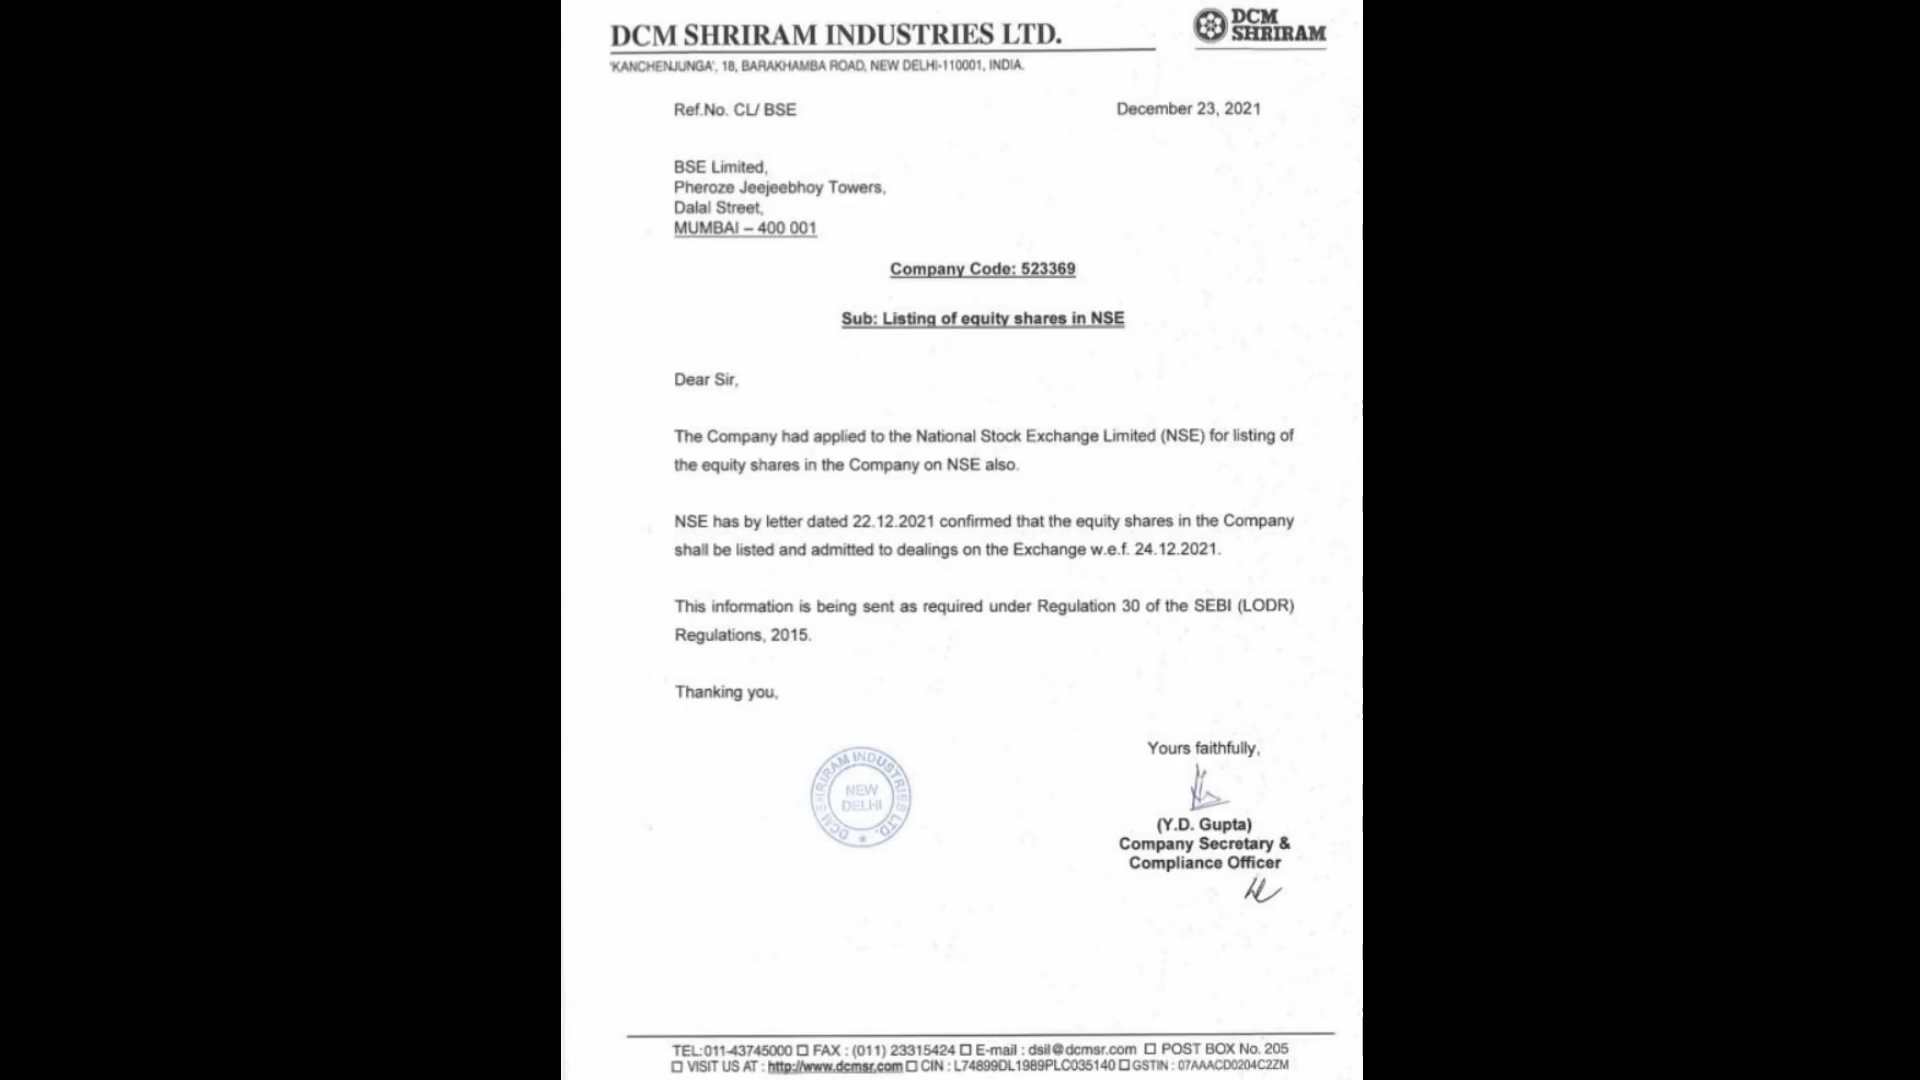 DCM SHRIRAM INDUSTRIES LTD.
DCM
SHRIRAM
'KANCHENJUNGA', 18, BARAKHAMBA ROAD, NEW DELHI-110001, INDIA.
Ref.No. CL/ BSE
December 23, 2021
BSE Limited,
Pheroze Jeejeebhoy Towers,
Dalal Street,
MUMBAI – 400 001
Company Code: 523369
Sub: Listing of equity shares in NSE
Dear Sir,
The Company had applied to the National Stock Exchange Limited (NSE) for listing of
the equity shares in the Company on NSE also.
NSE has by letter dated 22.12.2021 confirmed that the equity shares in the Company
shall be listed and admitted to dealings on the Exchange w.e.f. 24.12.2021.
This information is being sent as required under Regulation 30 of the SEBI (LODR)
Regulations, 2015.
Thanking you,
DCM SHRIRAM INDUSTRIES LTD.
NEW
DELHI
Yours faithfully,
(Y.D. Gupta)
Company Secretary &
Compliance Officer
TEL:011-43745000 ☐ FAX : (011) 23315424 ☐ E-mail : dsil@dcmsr.com ☐ POST BOX No. 205
☐ VISIT US AT : http://www.dcmsr.com ☐ CIN : L74899DL1989PLC035140 ☐ GSTIN : 07AAACD0204C2ZM